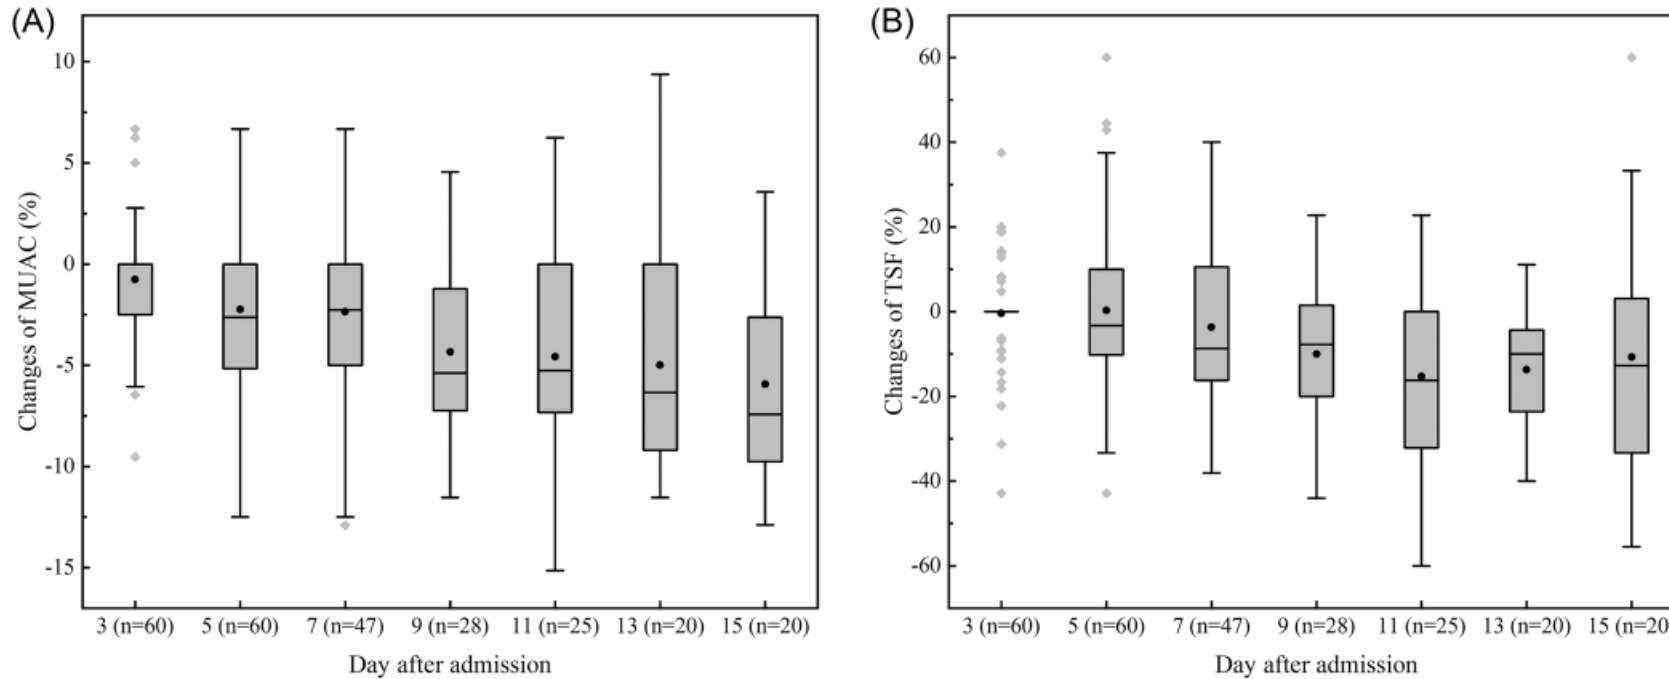 (A)
Changes of MUAC (%)
10
5
0
-5
-10
-15
3 (n=60) 5 (n=60) 7 (n=47) 9 (n=28) 11 (n=25) 13 (n=20) 15 (n=20)
Day after admission
(B)
Changes of TSF (%)
60
40
20
0
-20
-40
-60
3 (n=60) 5 (n=60) 7 (n=47) 9 (n=28) 11 (n=25) 13 (n=20) 15 (n=20
Day after admission